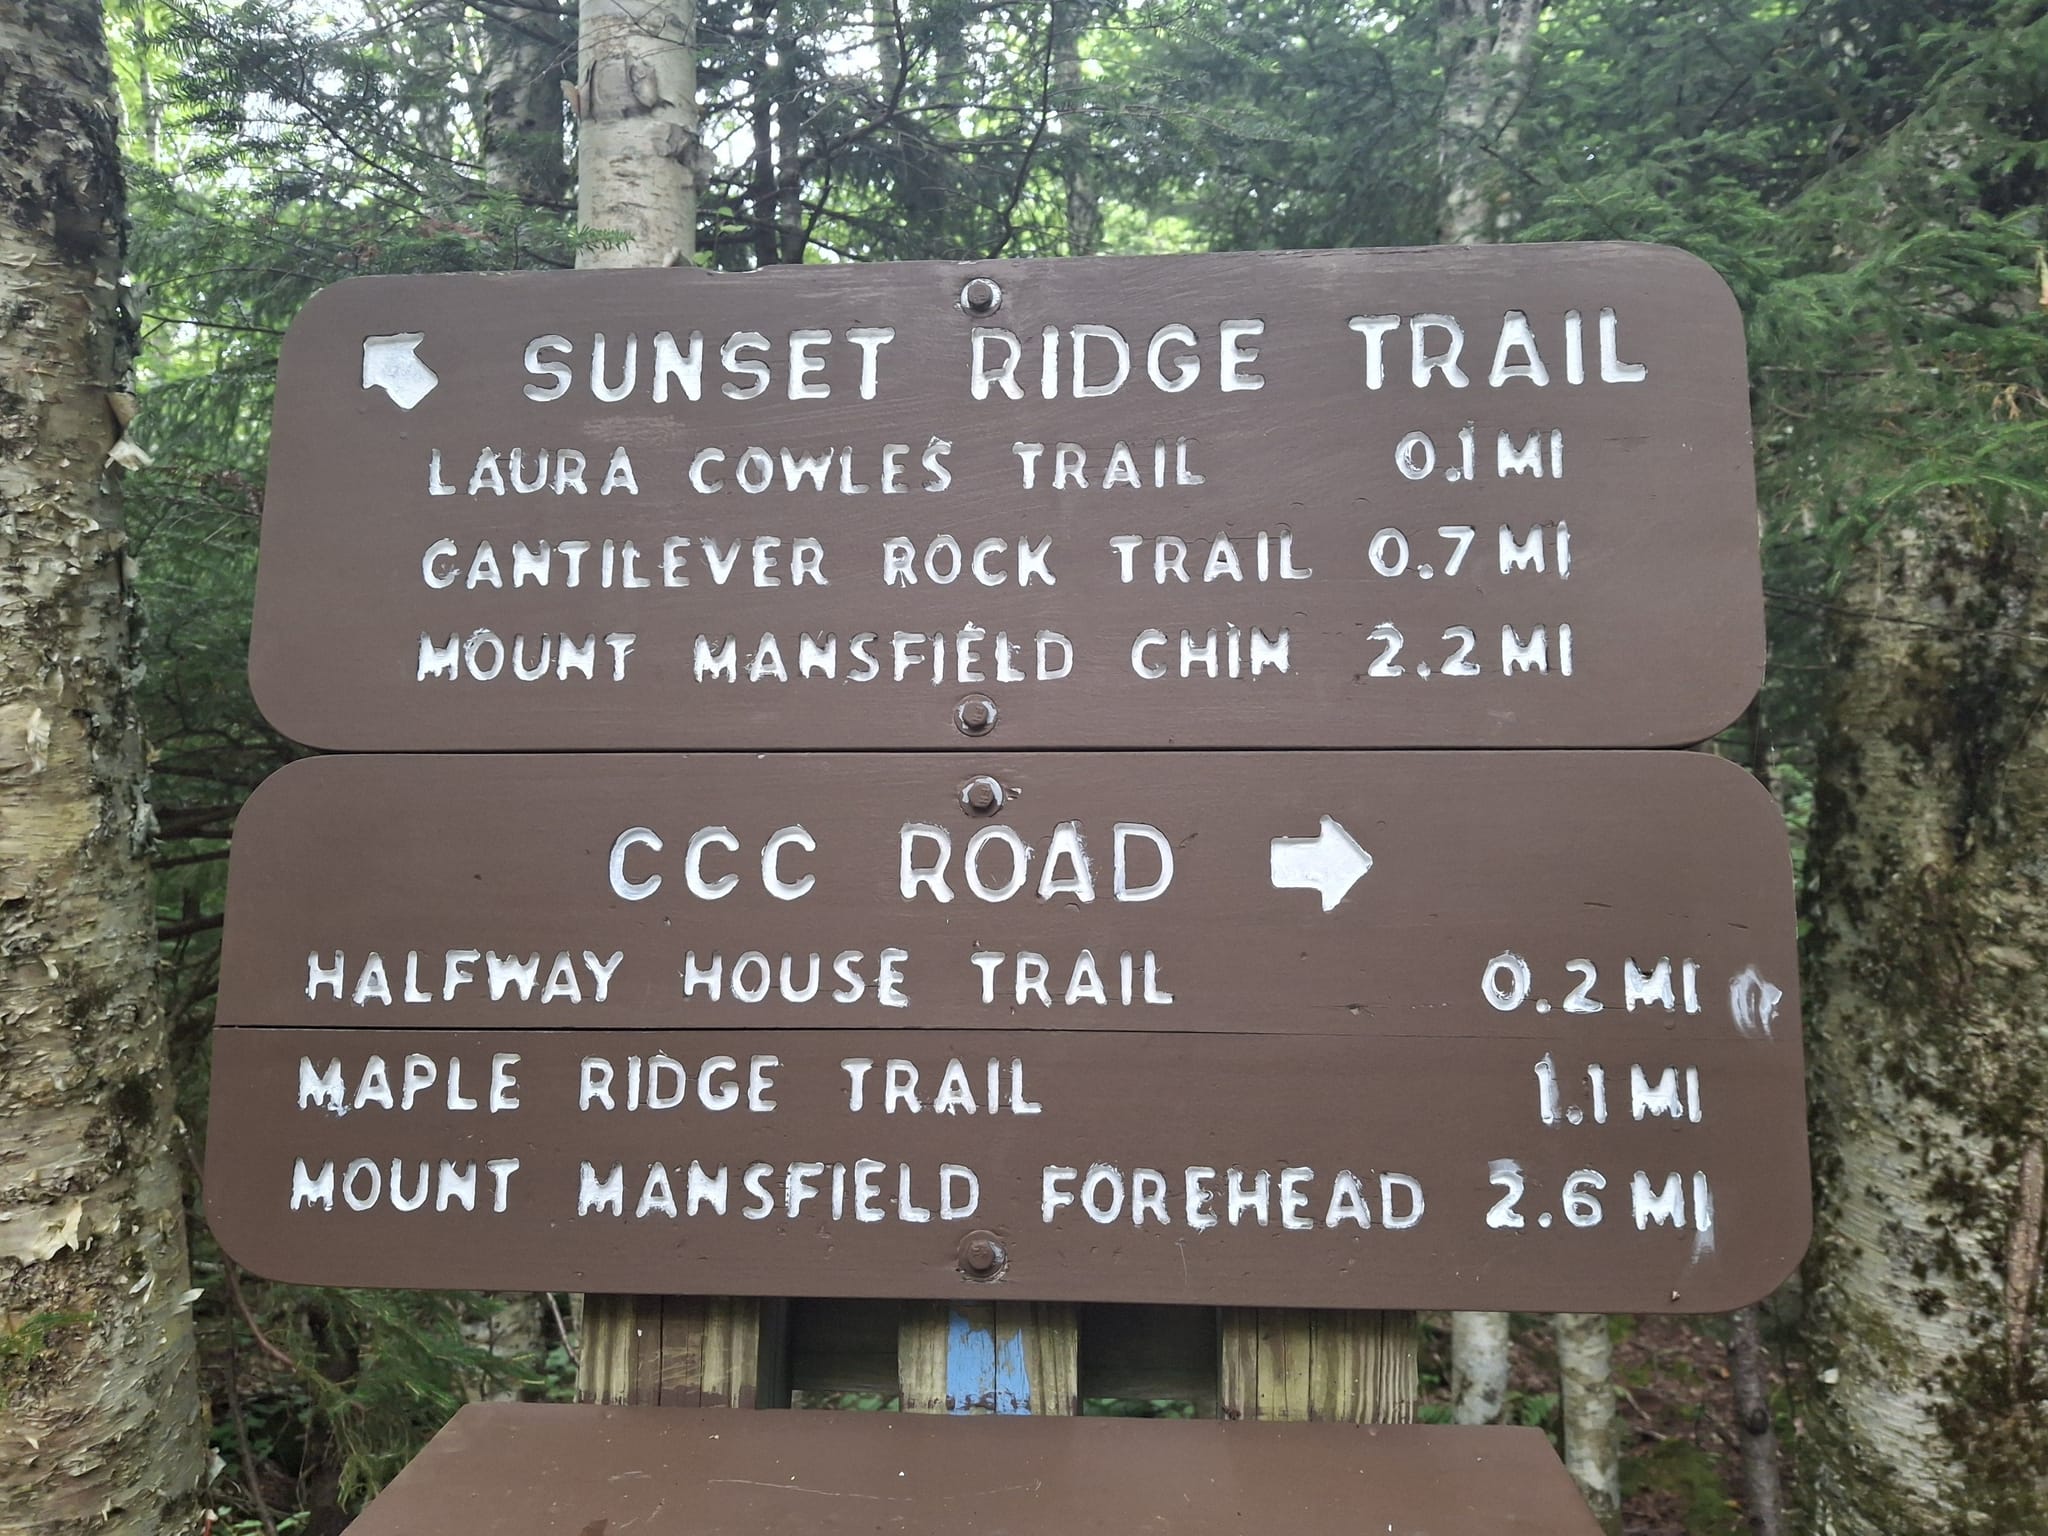 SUNSET RIDGE TRAIL
LAURA COWLES TRAIL 0.1 MI
CANTILEVER ROCK TRAIL 0.7 MI
MOUNT MANSFIELD CHIN 2.2 MI
CCC ROAD
HALFWAY HOUSE TRAIL 0.2 MI
MAPLE RIDGE TRAIL 1.1 MI
MOUNT MANSFIELD FOREHEAD 2.6 MI